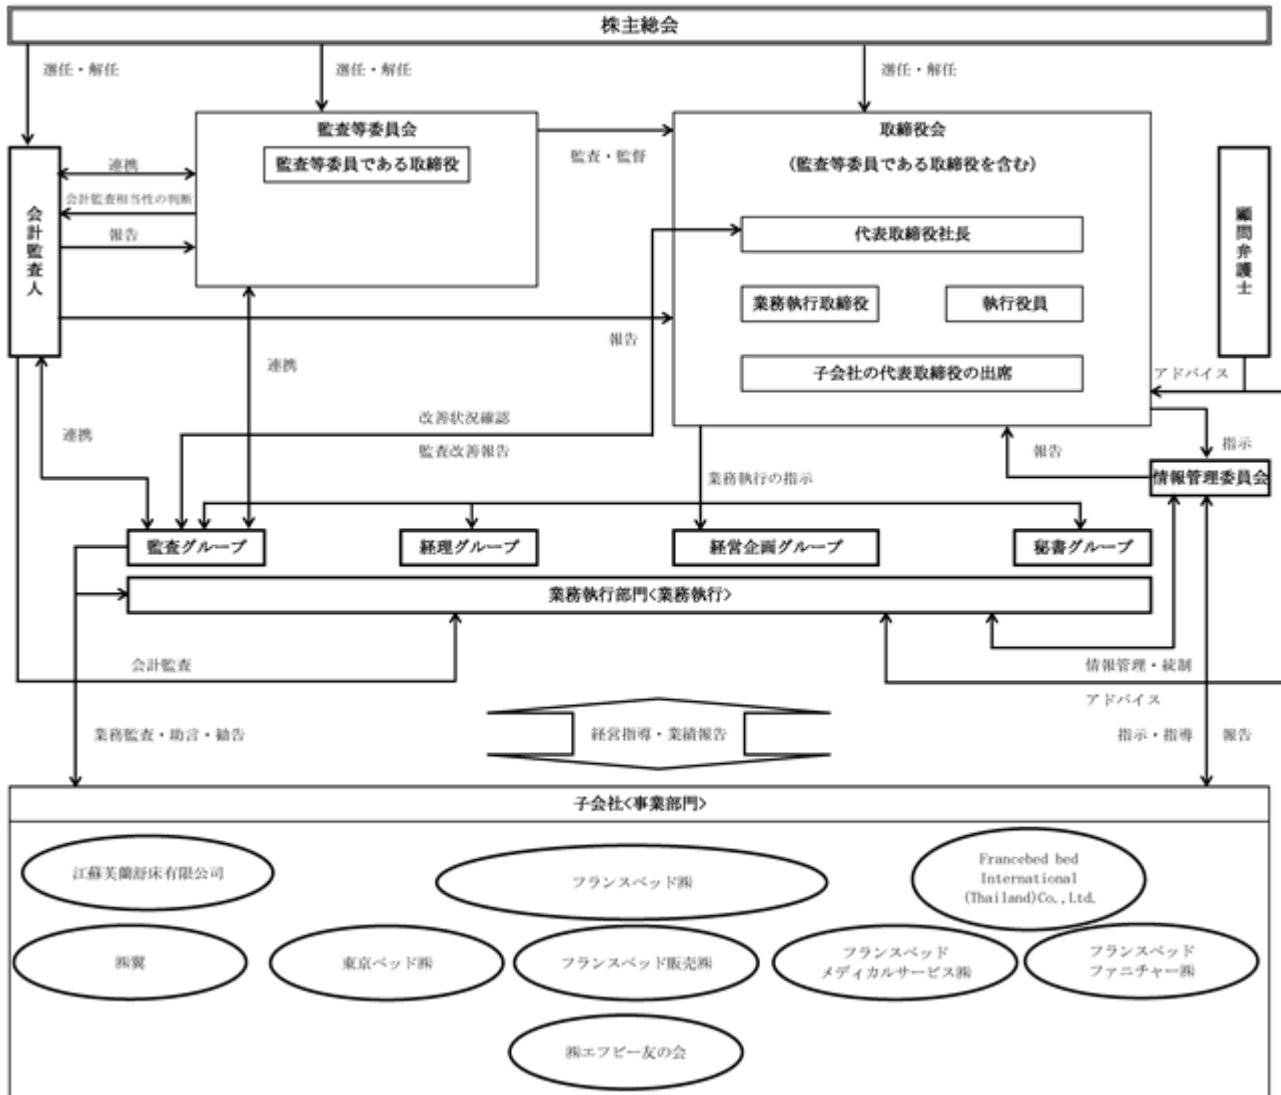 株主総会
選任・解任
選任・解任
選任・解任
監査等委員会
監査等委員である取締役
監査・監督
取締役会
(監査等委員である取締役を含む)
会計監査人
連携
会計監査相当性の判断
報告
代表取締役社長
業務執行取締役
執行役員
子会社の代表取締役の出席
顧問弁護士
報告
連携
アドバイス
改善状況確認
監査改善報告
連携
業務執行の指示
報告
指示
情報管理委員会
監査グループ
経理グループ
経営企画グループ
秘書グループ
業務執行部門<業務執行>
会計監査
情報管理・統制
アドバイス
業務監査・助言・勧告
経営指導・業績報告
指示・指導
報告
子会社<事業部門>
江蘇芙蘭舒床有限公司
フランスベッド㈱
Francebed bed
International
(Thailand)Co.,Ltd.
㈱翼
東京ベッド㈱
フランスベッド販売㈱
フランスベッド
メディカルサービス㈱
フランスベッド
ファニチャー㈱
㈱エフビー友の会